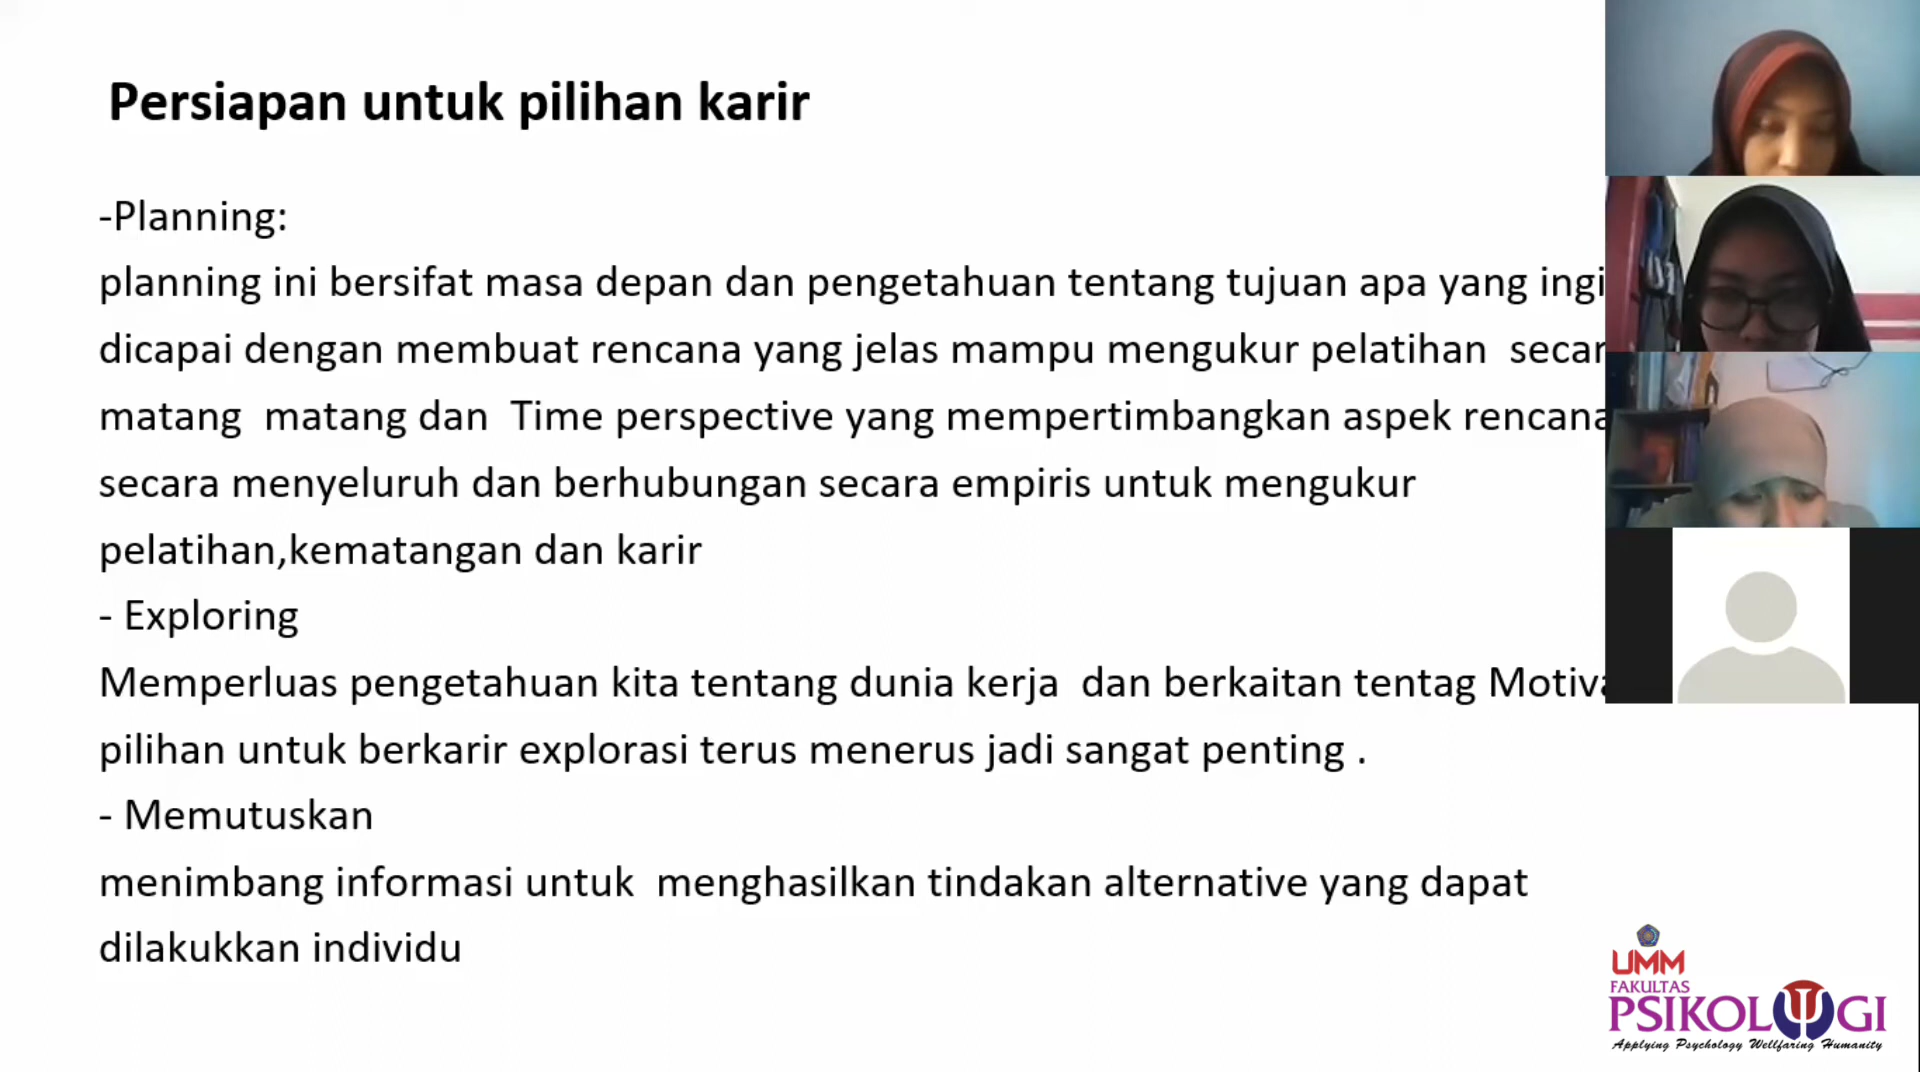 Persiapan untuk pilihan karir
-Planning:
planning ini bersifat masa depan dan pengetahuan tentang tujuan apa yang
dicapai dengan membuat rencana yang jelas mampu mengukur pelatihan
matang matang dan Time perspective yang mempertimbangkan aspek rencana
secara menyeluruh dan berhubungan secara empiris untuk mengukur
pelatihan,kematangan dan karir
- Exploring
Memperluas pengetahuan kita tentang dunia kerja dan berkaitan tentag
pilihan untuk berkarir explorasi terus menerus jadi sangat penting .
- Memutuskan
menimbang informasi untuk menghasilkan tindakan alternative yang dapat
dilakukkan individu
UMM
FAKULTAS
PSIKOLOGI
Applying Psychology Wellfaring Humanity